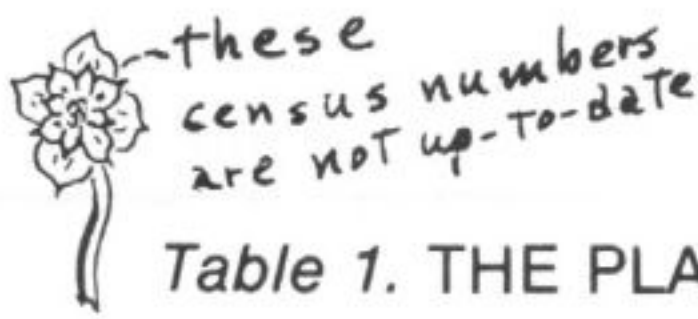 these
census numbers
are not up-to-date
Table 1. THE PLA